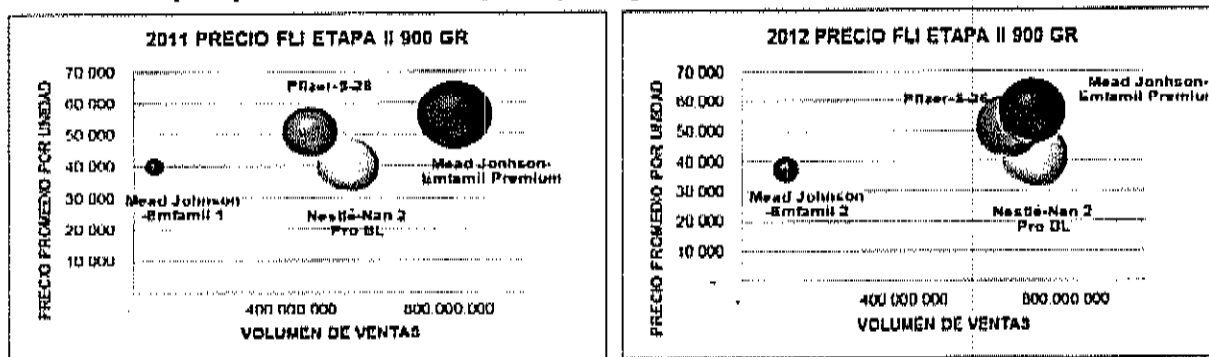 2011 PRECIO FLI ETAPA II 900 GR
PRECIO PROMEDIO POR UNIDAD
70 000
60 000
50 000
40 000
30 000
20 000
10 000
Pfizer-S-26
Mead Johnson
-Emfamil 1
Nestlé-Nan 2
Pro BL
Mead Jonhson-
Emfamil Premium
400 000 000
800.000.000
VOLUMEN DE VENTAS
2012 PRECIO FLI ETAPA II 900 GR
PRECIO PROMEDIO POR UNIDAD
70 000
60 000
50 000
40 000
30 000
20 000
10 000
-
Pfizer-S-26
Mead Jonhson-
Emfamil Premium
Mead Johnson
-Emfamil 2
Nestlé-Nan 2
Pro BL
400 000 000
800.000 000
VOLUMEN DE VENTAS